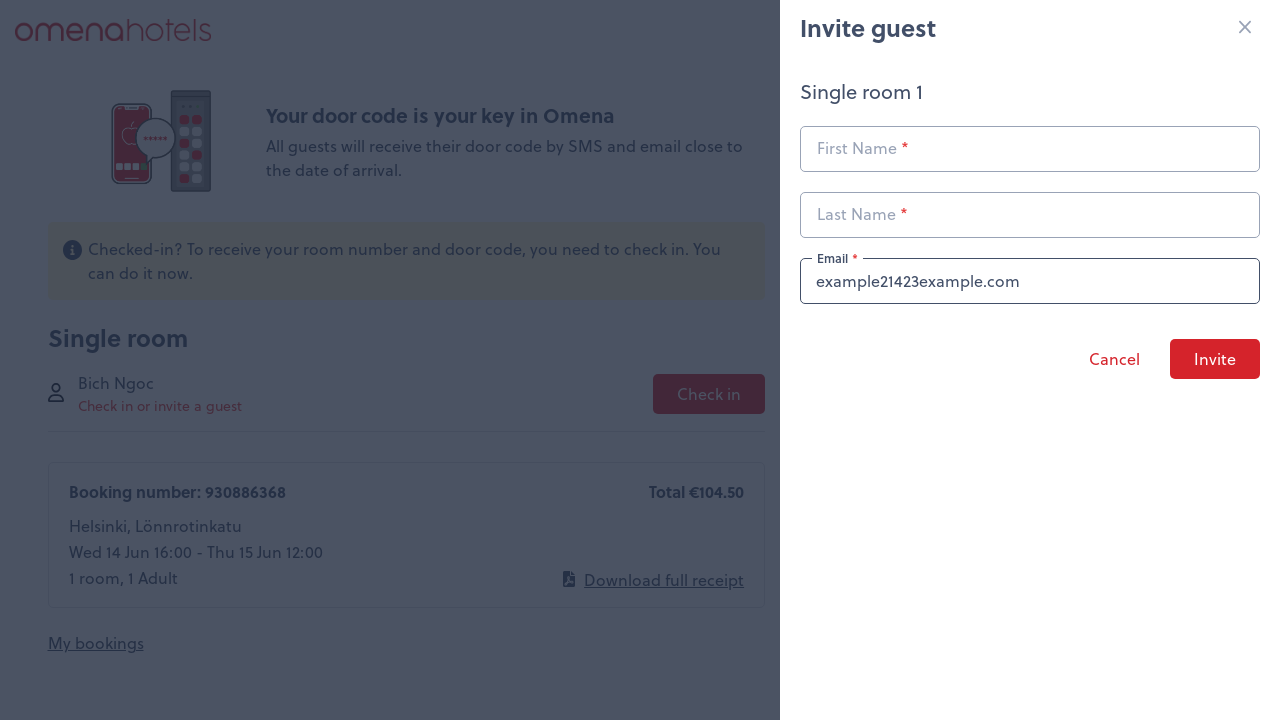 omenahotels
Your door code is your key in Omena
All guests will receive their door code by SMS and email close to
the date of arrival.
Checked-in? To receive your room number and door code, you need to check in. You
can do it now.
Single room
Bich Ngoc
Check in or invite a guest
Check in
Booking number: 930886368
Total €104.50
Helsinki, Lönnrotinkatu
Wed 14 Jun 16:00 - Thu 15 Jun 12:00
1 room, 1 Adult
Download full receipt
My bookings
Invite guest
Single room 1
First Name *
Last Name *
Email *
example21423example.com
Cancel
Invite